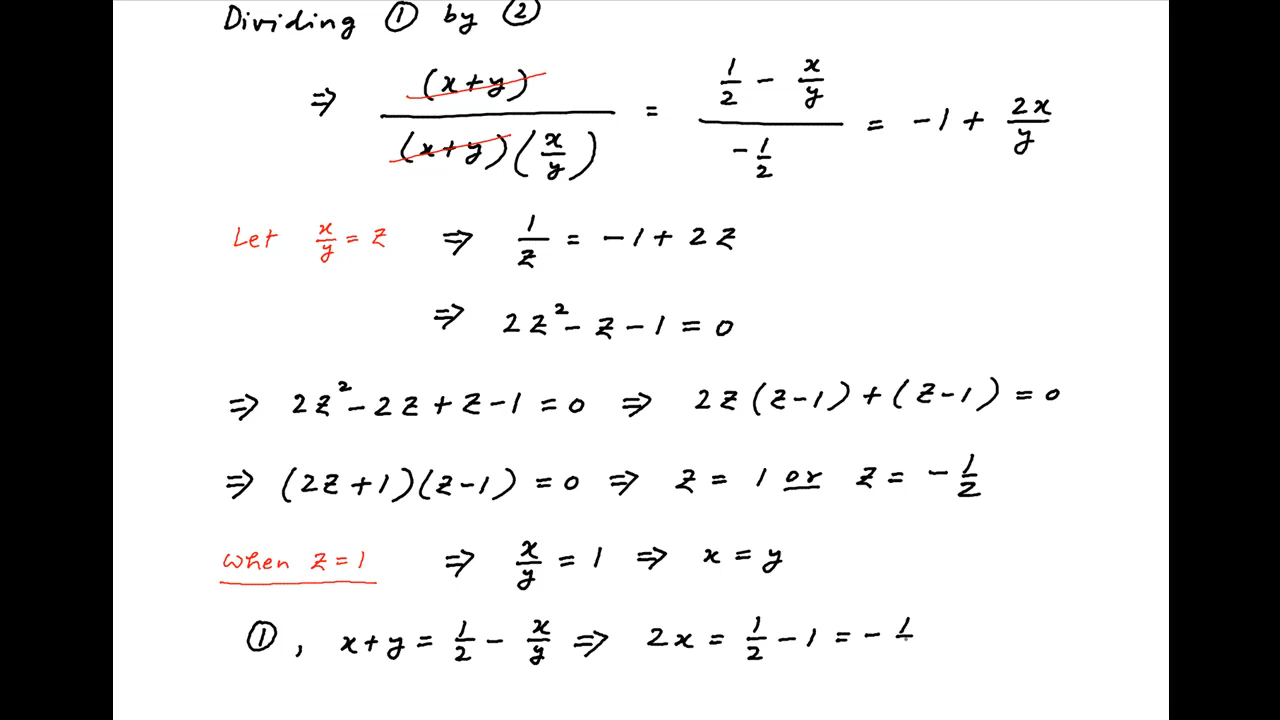 Dividing ① by ②
⇒ (x+y) / (x+y)(x/y) = (1/2 - x/y) / (-1/2) = -1 + 2x/y
Let x/y = z ⇒ 1/z = -1 + 2z
⇒ 2z² - z - 1 = 0
⇒ 2z² - 2z + z - 1 = 0 ⇒ 2z(z-1) + (z-1) = 0
⇒ (2z+1)(z-1) = 0 ⇒ z = 1 or z = -1/2
When z=1 ⇒ x/y = 1 ⇒ x = y
①, x+y = 1/2 - x/y ⇒ 2x = 1/2 - 1 = - 1